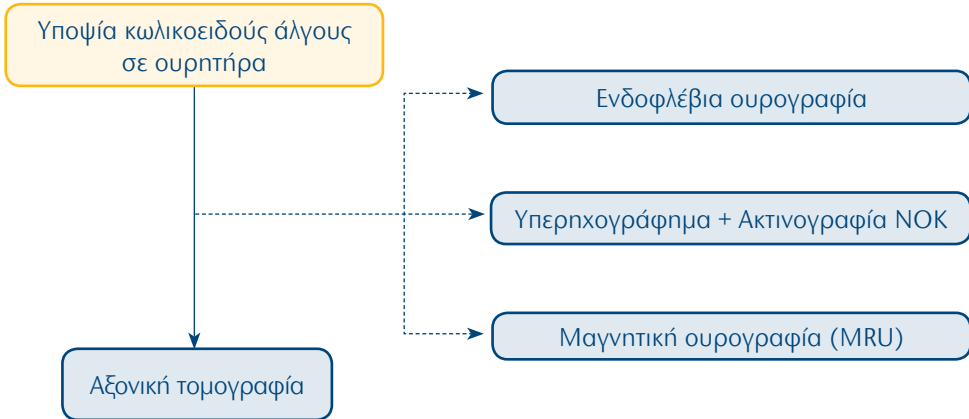 Υποψία κωλικοειδούς άλγους
σε ουρητήρα
Ενδοφλέβια ουρογραφία
Υπερηχογράφημα + Ακτινογραφία ΝΟΚ
Μαγνητική ουρογραφία (MRU)
Αξονική τομογραφία